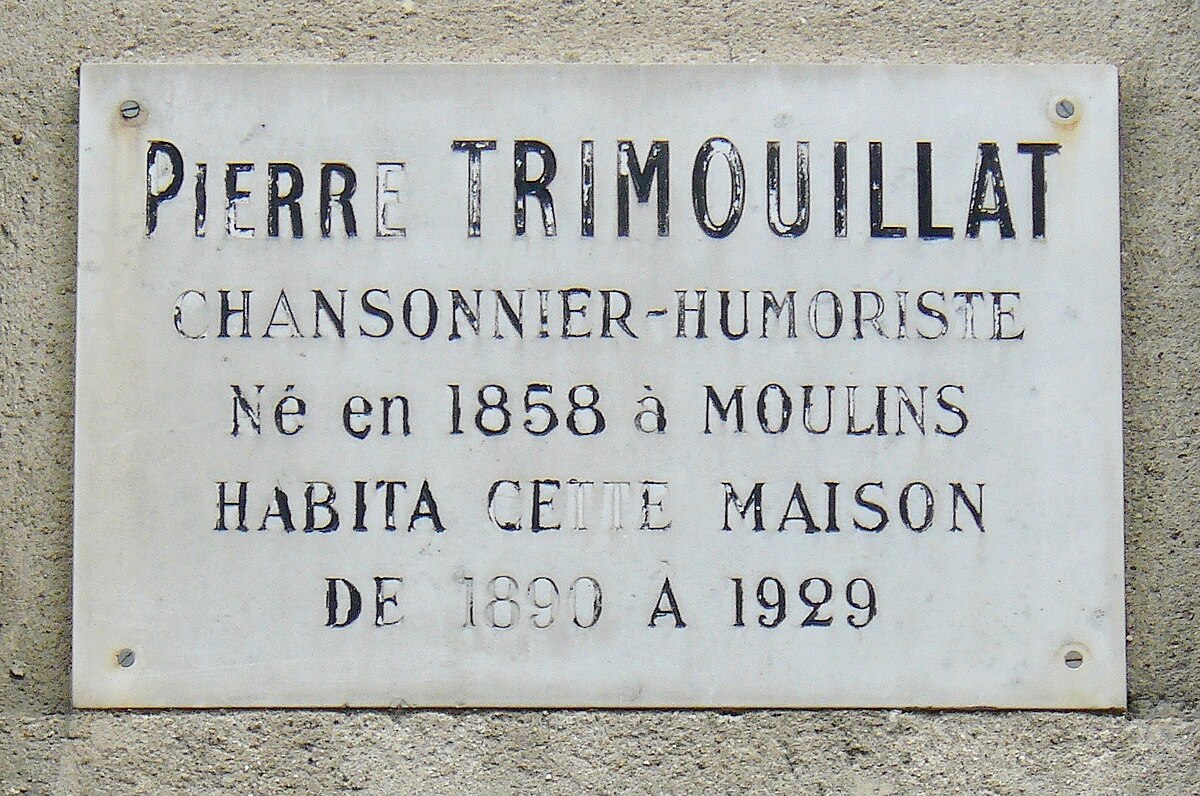 PIERRE TRIMOUILLAT
CHANSONNIER-HUMORISTE
Né en 1858 à MOULINS
HABITA CETTE MAISON
DE 1890 À 1929